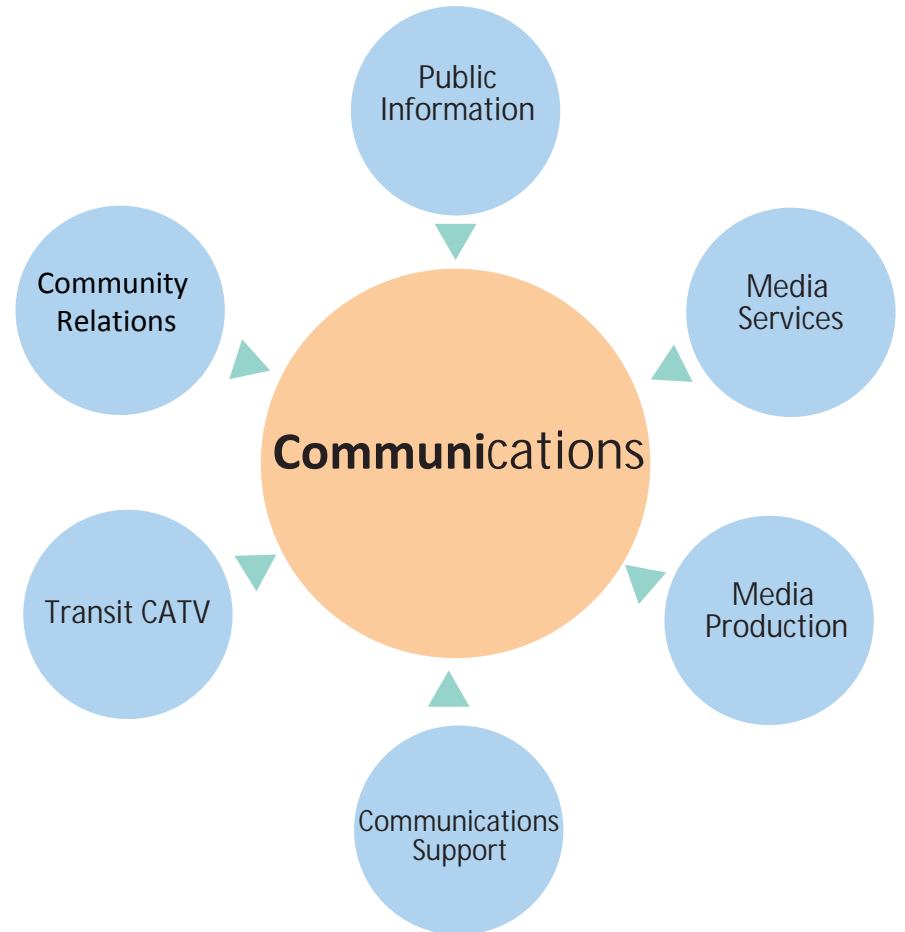 Public
Information
Community
Relations
Media
Services
Communications
Transit CATV
Media
Production
Communications
Support